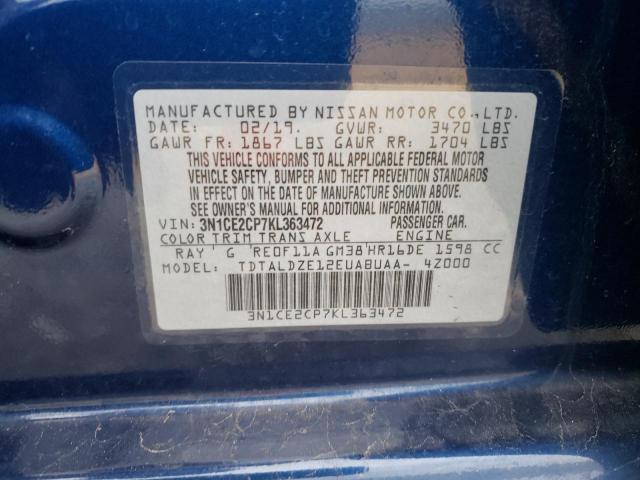 MANUFACTURED BY NISSAN MOTOR CO.,LTD.
DATE: 02/19. GVWR: 3470 LBS
GAWR FR: 1867 LBS GAWR RR: 1704 LBS
THIS VEHICLE CONFORMS TO ALL APPLICABLE FEDERAL MOTOR
VEHICLE SAFETY, BUMPER AND THEFT PREVENTION STANDARDS
IN EFFECT ON THE DATE OF MANUFACTURE SHOWN ABOVE.
SEE OWNER'S MANUAL FOR ADDITIONAL INFORMATION.
VIN: 3N1CE2CP7KL363472 PASSENGER CAR.
COLOR TRIM TRANS AXLE ENGINE
RAY G RE0F11A GM38 HR16DE 1598 CC
MODEL: TDTALDZE12EUABUAA- 4Z000
3N1CE2CP7KL363472